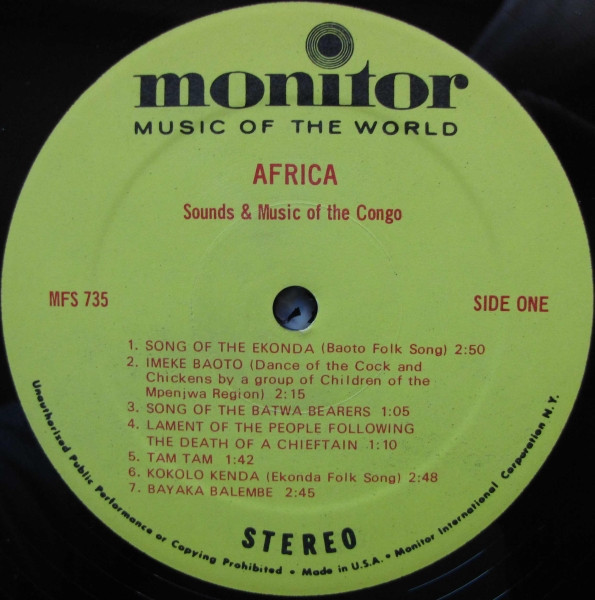 monitor
MUSIC OF THE WORLD
AFRICA
Sounds & Music of the Congo
MFS 735
SIDE ONE
1. SONG OF THE EKONDA (Baoto Folk Song) 2:50
2. IMEKE BAOTO (Dance of the Cock and
Chickens by a group of Children of the
Mpenjwa Region) 2:15
3. SONG OF THE BATWA BEARERS 1:05
4. LAMENT OF THE PEOPLE FOLLOWING
THE DEATH OF A CHIEFTAIN 1:10
5. TAM TAM 1:42
6. KOKOLO KENDA (Ekonda Folk Song) 2:48
7. BAYAKA BALEMBE 2:45
STEREO
Unauthorized Public Performance or Copying Prohibited • Made in U.S.A. • Monitor International Corporation N.Y.